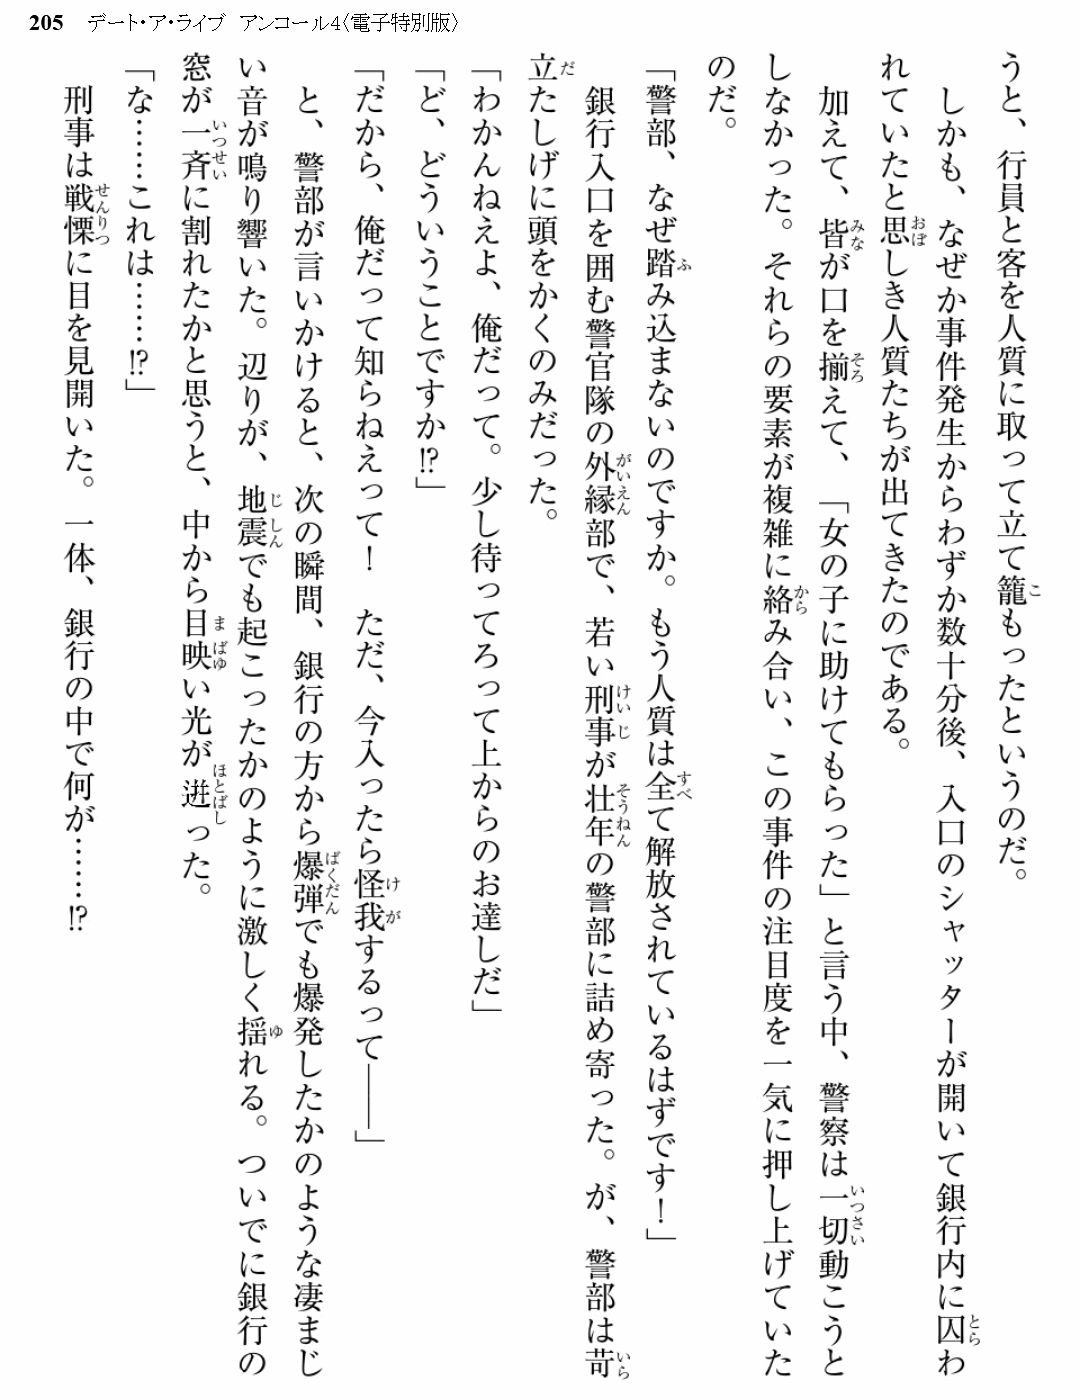 205 デート・ア・ライブ アンコール4〈電子特別版〉
うと、行員と客を人質に取って立て籠もったというのだ。
しかも、なぜか事件発生からわずか数十分後、入口のシャッターが開いて銀行内に囚わ
れていたと思しき人質たちが出てきたのである。
加えて、皆が口を揃えて、「女の子に助けてもらった」と言う中、警察は一切動こうと
しなかった。それらの要素が複雑に絡み合い、この事件の注目度を一気に押し上げていた
のだ。
「警部、なぜ踏み込まないのですか。もう人質は全て解放されているはずです！」
銀行入口を囲む警官隊の外縁部で、若い刑事が壮年の警部に詰め寄った。が、警部は苛
立たしげに頭をかくのみだった。
「わかんねえよ、俺だって。少し待ってろって上からのお達しだ」
「ど、どういうことですか⁉」
「だから、俺だって知らねえって！　ただ、今入ったら怪我するって――」
と、警部が言いかけると、次の瞬間、銀行の方から爆弾でも爆発したかのような凄まじ
い音が鳴り響いた。辺りが、地震でも起こったかのように激しく揺れる。ついでに銀行の
窓が一斉に割れたかと思うと、中から目映い光が迸った。
「な……これは……⁉」
刑事は戦慄に目を見開いた。一体、銀行の中で何が……⁉